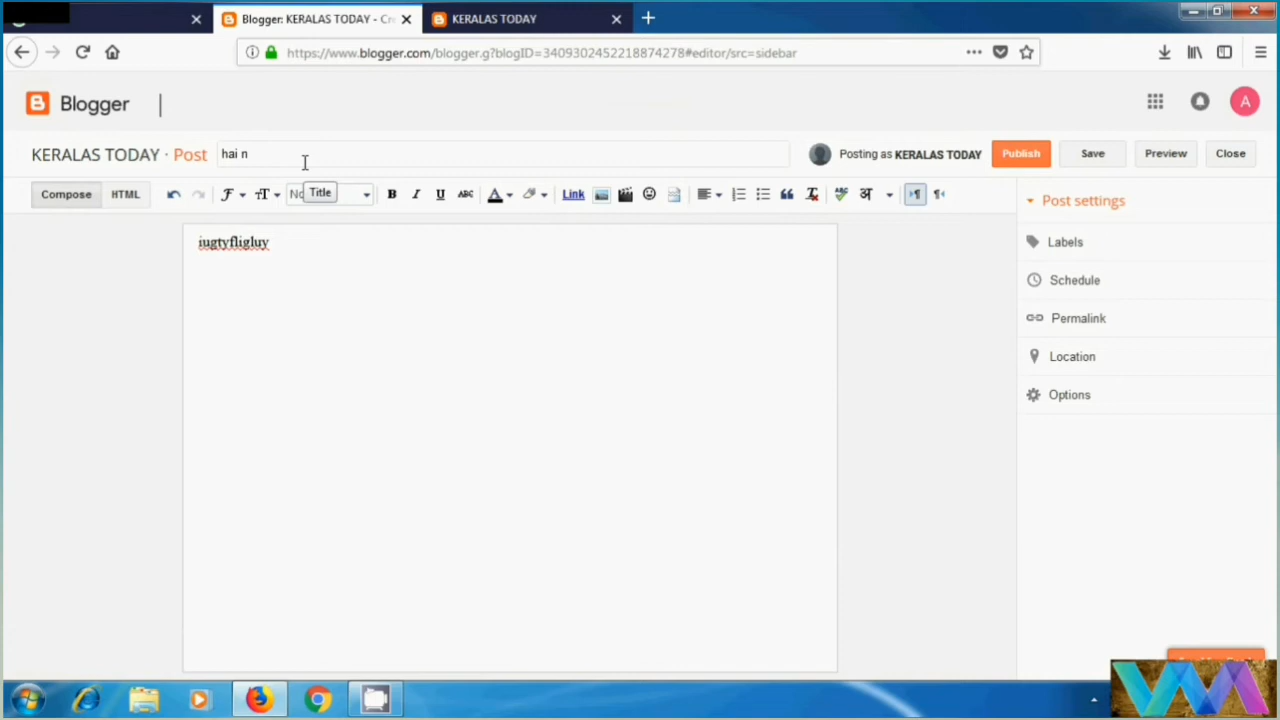 Blogger: KERALAS TODAY - Cr
KERALAS TODAY
https://www.blogger.com/blogger.g?blogID=3409302452218874278#editor/src=sidebar
Blogger
A
KERALAS TODAY · Post
hai n
Posting as KERALAS TODAY
Publish
Save
Preview
Close
Compose
HTML
No
Title
B I U ABC A
Link
अ
Post settings
iugtyfligluy
Labels
Schedule
Permalink
Location
Options